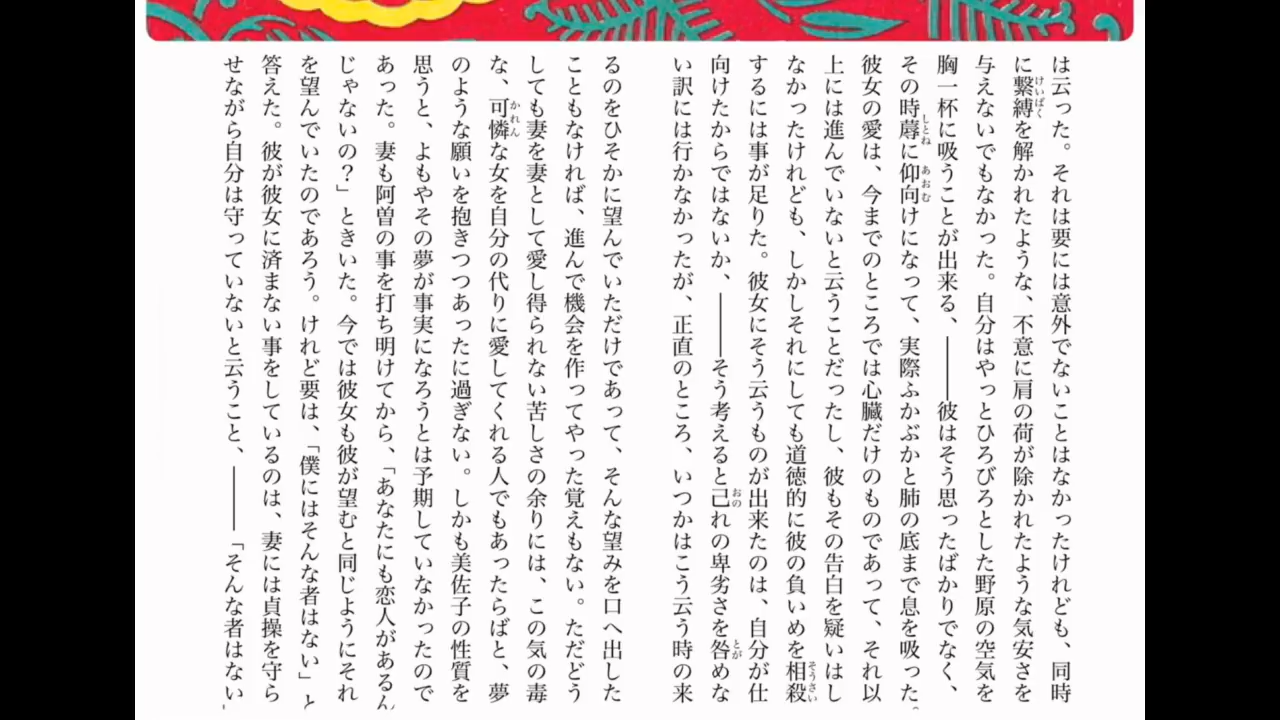 は云った。それは要には意外でないことはなかったけれども、同時
に繋縛を解かれたような、不意に肩の荷が除かれたような気安さを
与えないでもなかった。自分はやっとひろびろとした野原の空気を
胸一杯に吸うことが出来る、――彼はそう思ったばかりでなく、
その時蓐に仰向けになって、実際ふかぶかと肺の底まで息を吸った。
彼女の愛は、今までのところでは心臓だけのものであって、それ以
上には進んでいないと云うことだったし、彼もその告白を疑いはし
なかったけれども、しかしそれにしても道徳的に彼の負いめを相殺
するには事が足りた。彼女にそう云うものが出来たのは、自分が仕
向けたからではないか、――そう考えると己れの卑劣さを咎めな
い訳には行かなかったが、正直のところ、いつかはこう云う時の来
るのをひそかに望んでいただけであって、そんな望みを口へ出した
こともなければ、進んで機会を作ってやった覚えもない。ただどう
しても妻を妻として愛し得られない苦しさの余りには、この気の毒
な、可憐な女を自分の代りに愛してくれる人でもあったらばと、夢
のような願いを抱きつつあったに過ぎない。しかも美佐子の性質を
思うと、よもやその夢が事実になろうとは予期していなかったので
あった。妻も阿曽の事を打ち明けてから、「あなたにも恋人があるん
じゃないの?」ときいた。今では彼女も彼が望むと同じようにそれ
を望んでいたのであろう。けれど要は、「僕にはそんな者はない」と
答えた。彼が彼女に済まない事をしているのは、妻には貞操を守ら
せながら自分は守っていないと云うこと、――「そんな者はない」